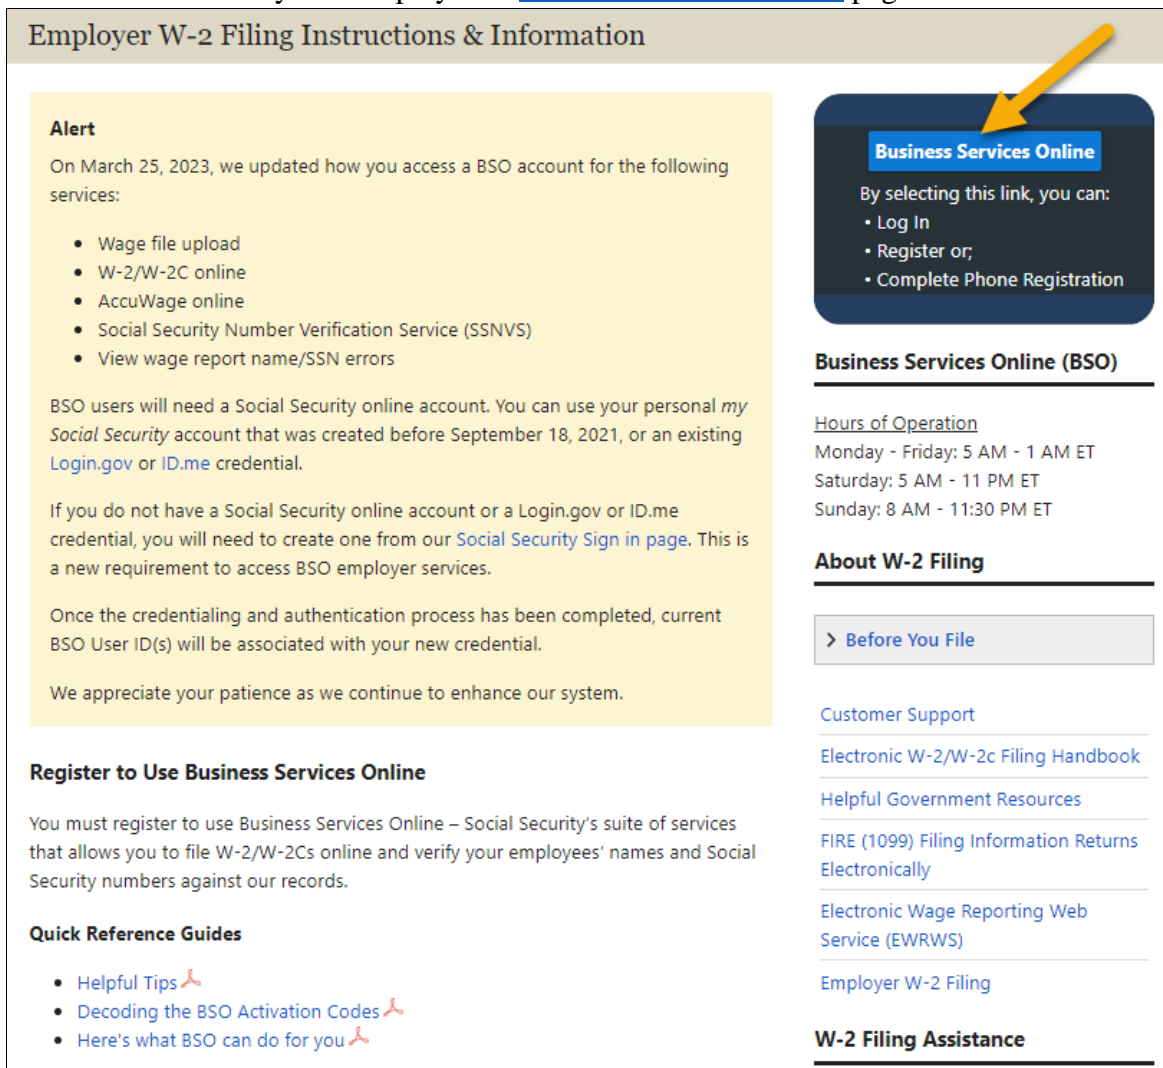 Employer W-2 Filing Instructions & Information
Alert
On March 25, 2023, we updated how you access a BSO account for the following
services:
• Wage file upload
• W-2/W-2C online
• AccuWage online
• Social Security Number Verification Service (SSNVS)
• View wage report name/SSN errors
BSO users will need a Social Security online account. You can use your personal my
Social Security account that was created before September 18, 2021, or an existing
Login.gov or ID.me credential.
If you do not have a Social Security online account or a Login.gov or ID.me
credential, you will need to create one from our Social Security Sign in page. This is
a new requirement to access BSO employer services.
Once the credentialing and authentication process has been completed, current
BSO User ID(s) will be associated with your new credential.
We appreciate your patience as we continue to enhance our system.
Register to Use Business Services Online
You must register to use Business Services Online – Social Security's suite of services
that allows you to file W-2/W-2Cs online and verify your employees' names and Social
Security numbers against our records.
Quick Reference Guides
• Helpful Tips
• Decoding the BSO Activation Codes
• Here's what BSO can do for you
Business Services Online
By selecting this link, you can:
• Log In
• Register or;
• Complete Phone Registration
Business Services Online (BSO)
Hours of Operation
Monday - Friday: 5 AM - 1 AM ET
Saturday: 5 AM - 11 PM ET
Sunday: 8 AM - 11:30 PM ET
About W-2 Filing
> Before You File
Customer Support
Electronic W-2/W-2c Filing Handbook
Helpful Government Resources
FIRE (1099) Filing Information Returns
Electronically
Electronic Wage Reporting Web
Service (EWRWS)
Employer W-2 Filing
W-2 Filing Assistance